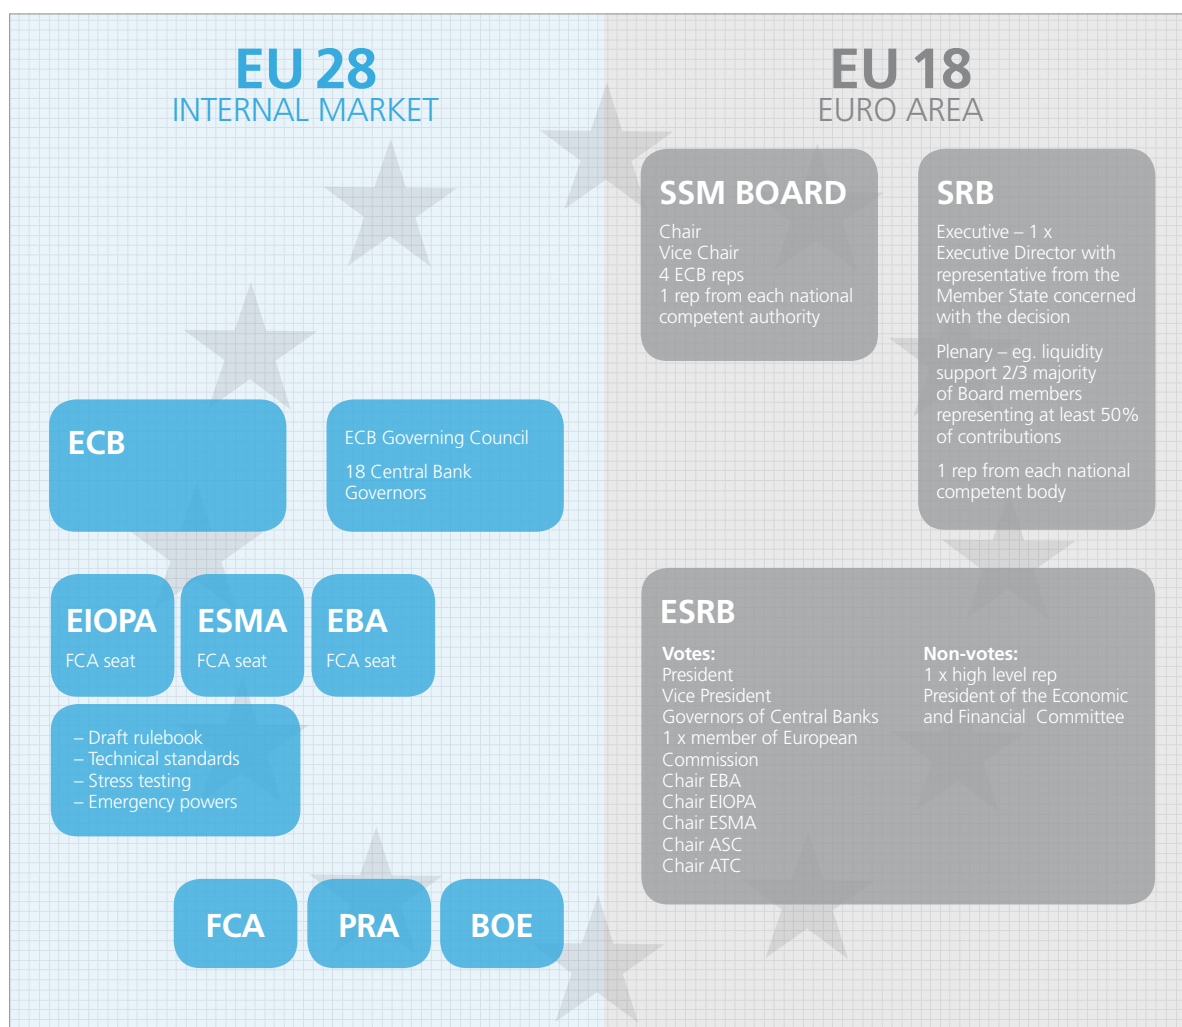 EU 28
INTERNAL MARKET
ECB
ECB Governing Council
18 Central Bank
Governors
EIOPA
FCA seat
ESMA
FCA seat
EBA
FCA seat
– Draft rulebook
– Technical standards
– Stress testing
– Emergency powers
FCA
PRA
BOE
EU 18
EURO AREA
SSM BOARD
Chair
Vice Chair
4 ECB reps
1 rep from each national
competent authority
SRB
Executive – 1 x
Executive Director with
representative from the
Member State concerned
with the decision
Plenary – eg. liquidity
support 2/3 majority
of Board members
representing at least 50%
of contributions
1 rep from each national
competent body
ESRB
Votes:
President
Vice President
Governors of Central Banks
1 x member of European
Commission
Chair EBA
Chair EIOPA
Chair ESMA
Chair ASC
Chair ATC
Non-votes:
1 x high level rep
President of the Economic
and Financial Committee